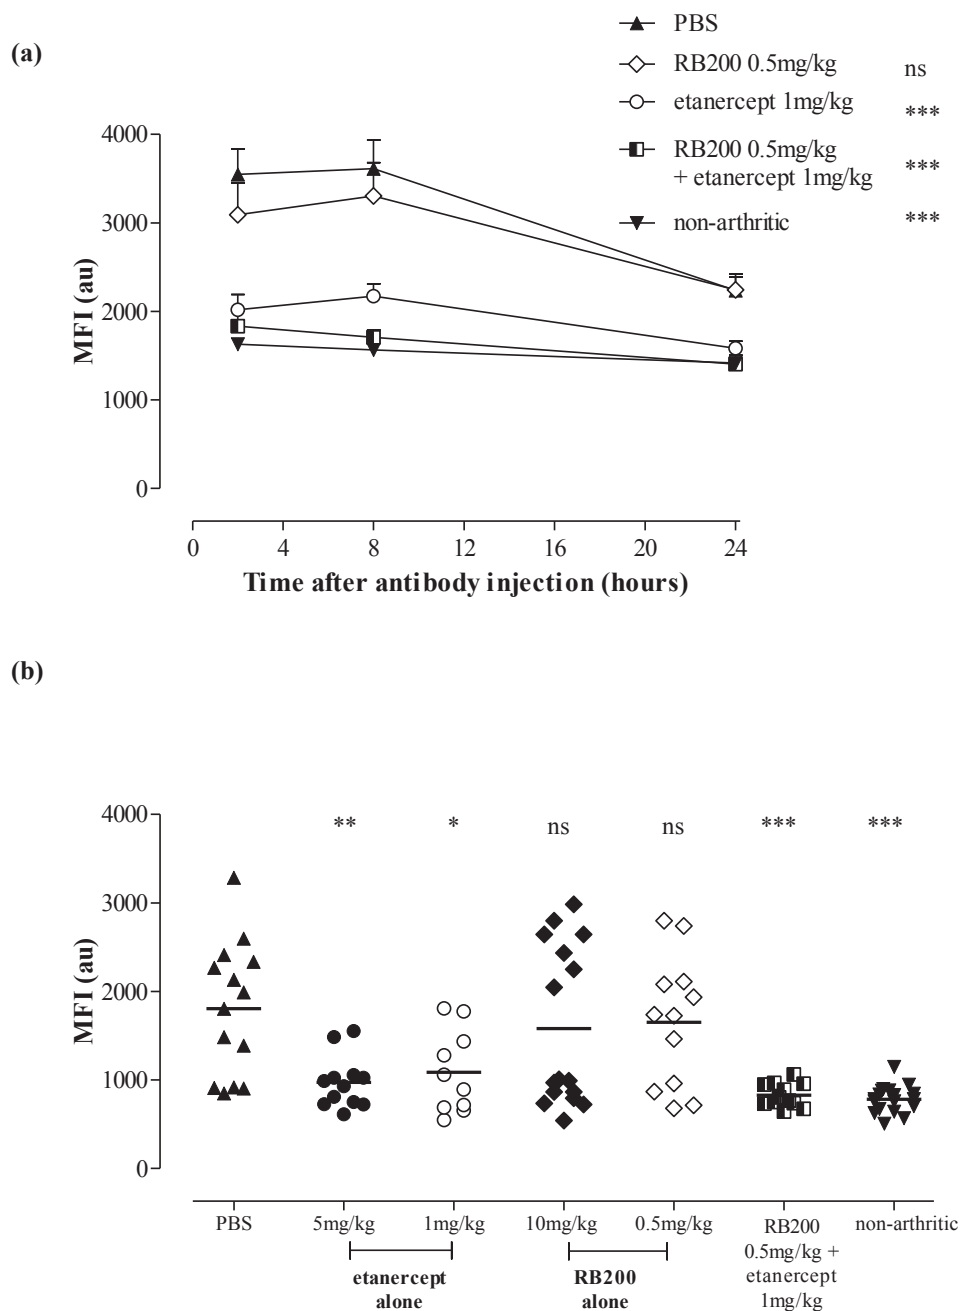 (a)
PBS
RB200 0.5mg/kg
ns
etanercept 1mg/kg
***
RB200 0.5mg/kg
+ etanercept 1mg/kg
***
non-arthritic
***
4000
3000
2000
1000
0
MFI (au)
0 4 8 12 16 20 24
Time after antibody injection (hours)
(b)
** * ns ns *** ***
4000
3000
2000
1000
0
MFI (au)
PBS 5mg/kg 1mg/kg 10mg/kg 0.5mg/kg RB200 non-arthritic
0.5mg/kg +
etanercept
1mg/kg
etanercept
alone
RB200
alone